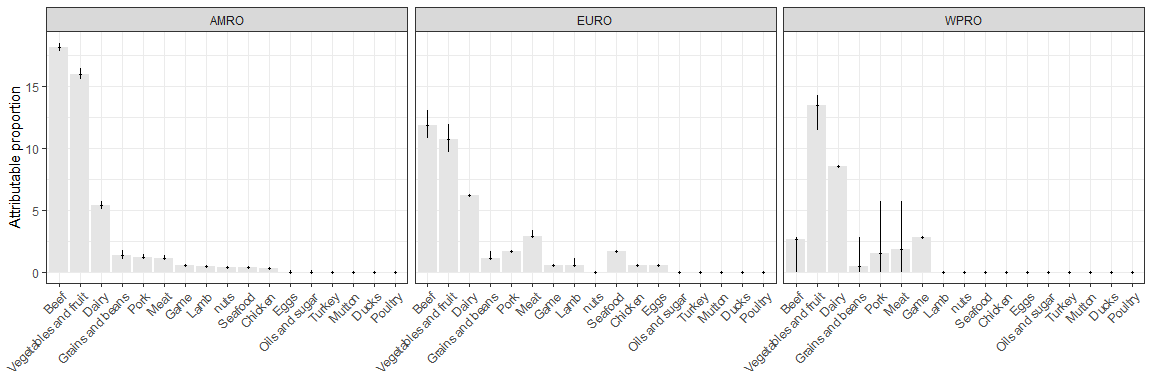 AMRO
EURO
WPRO
Attributable proportion
15
10
5
0
Beef
Vegetables and fruit
Dairy
Grains and beans
Pork
Meat
Game
Lamb
nuts
Seafood
Chicken
Eggs
Oils and sugar
Turkey
Mutton
Ducks
Poultry
Beef
Vegetables and fruit
Dairy
Grains and beans
Pork
Meat
Game
Lamb
nuts
Seafood
Chicken
Eggs
Oils and sugar
Turkey
Mutton
Ducks
Poultry
Beef
Vegetables and fruit
Dairy
Grains and beans
Pork
Meat
Game
Lamb
nuts
Seafood
Chicken
Eggs
Oils and sugar
Turkey
Mutton
Ducks
Poultry